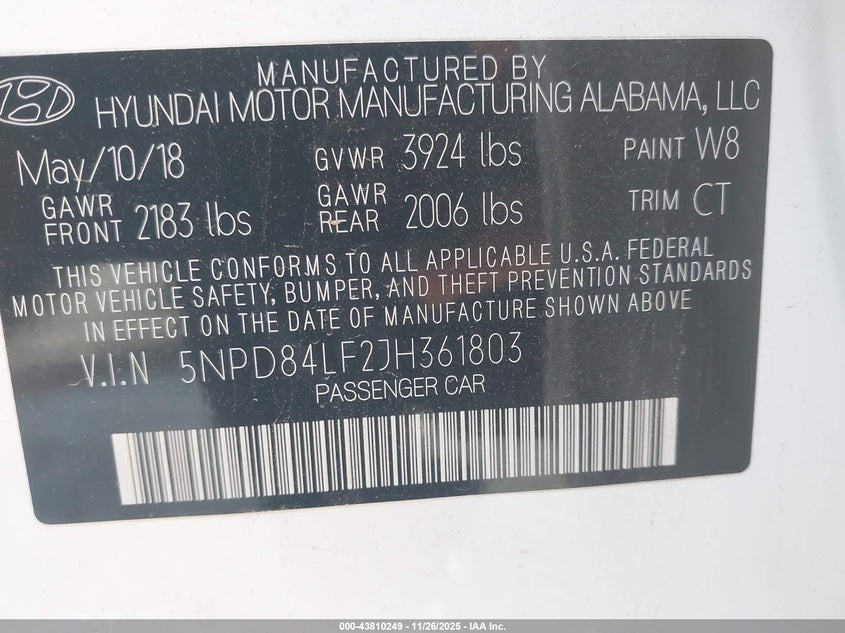 MANUFACTURED BY
HYUNDAI MOTOR MANUFACTURING ALABAMA, LLC
May/10/18 GVWR 3924 lbs PAINT W8
GAWR FRONT 2183 lbs GAWR REAR 2006 lbs TRIM CT
THIS VEHICLE CONFORMS TO ALL APPLICABLE U.S.A. FEDERAL
MOTOR VEHICLE SAFETY, BUMPER, AND THEFT PREVENTION STANDARDS
IN EFFECT ON THE DATE OF MANUFACTURE SHOWN ABOVE
V.I.N 5NPD84LF2JH361803
PASSENGER CAR
000-43810249 - 11/26/2025 - IAA Inc.